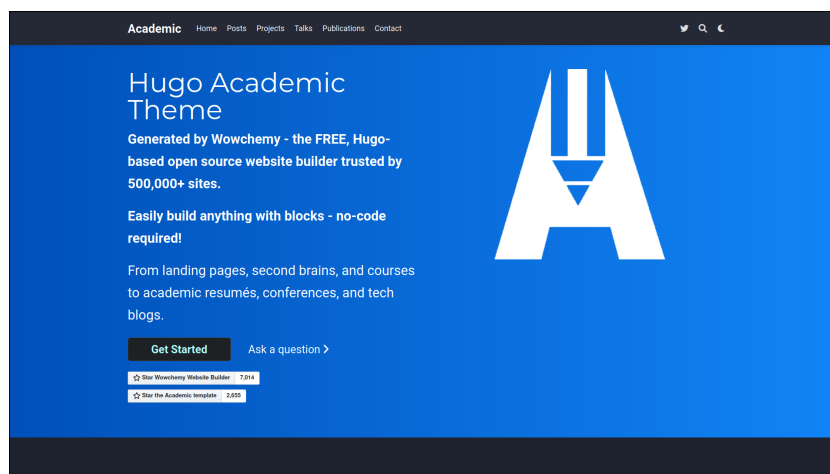 Academic Home Posts Projects Talks Publications Contact
Hugo Academic
Theme
Generated by Wowchemy - the FREE, Hugo-
based open source website builder trusted by
500,000+ sites.
Easily build anything with blocks - no-code
required!
From landing pages, second brains, and courses
to academic resumés, conferences, and tech
blogs.
Get Started Ask a question
Star Wowchemy Website Builder 7,014
Star the Academic template 2,655